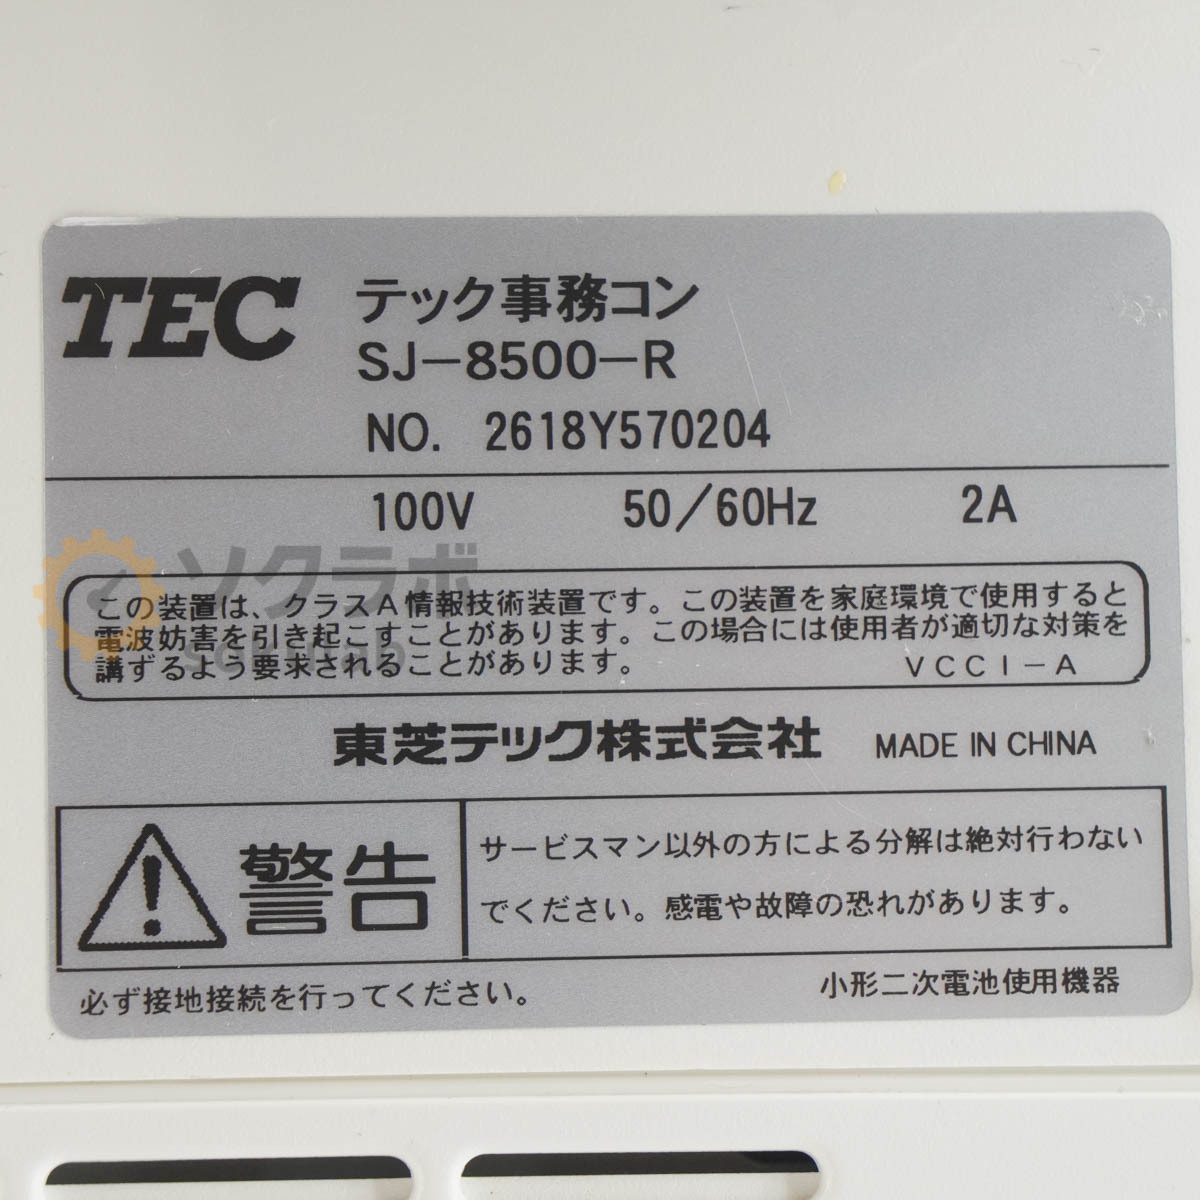 TEC
テック事務コン
SJ-8500-R
NO. 2618Y570204
100V 50/60Hz 2A
ソクラボ
この装置は、クラスA情報技術装置です。この装置を家庭環境で使用すると
電波妨害を引き起こすことがあります。この場合には使用者が適切な対策を
講ずるよう要求されることがあります。 VCCI-A
東芝テック株式会社 MADE IN CHINA
警告
サービスマン以外の方による分解は絶対行わない
でください。感電や故障の恐れがあります。
必ず接地接続を行ってください。
小形二次電池使用機器